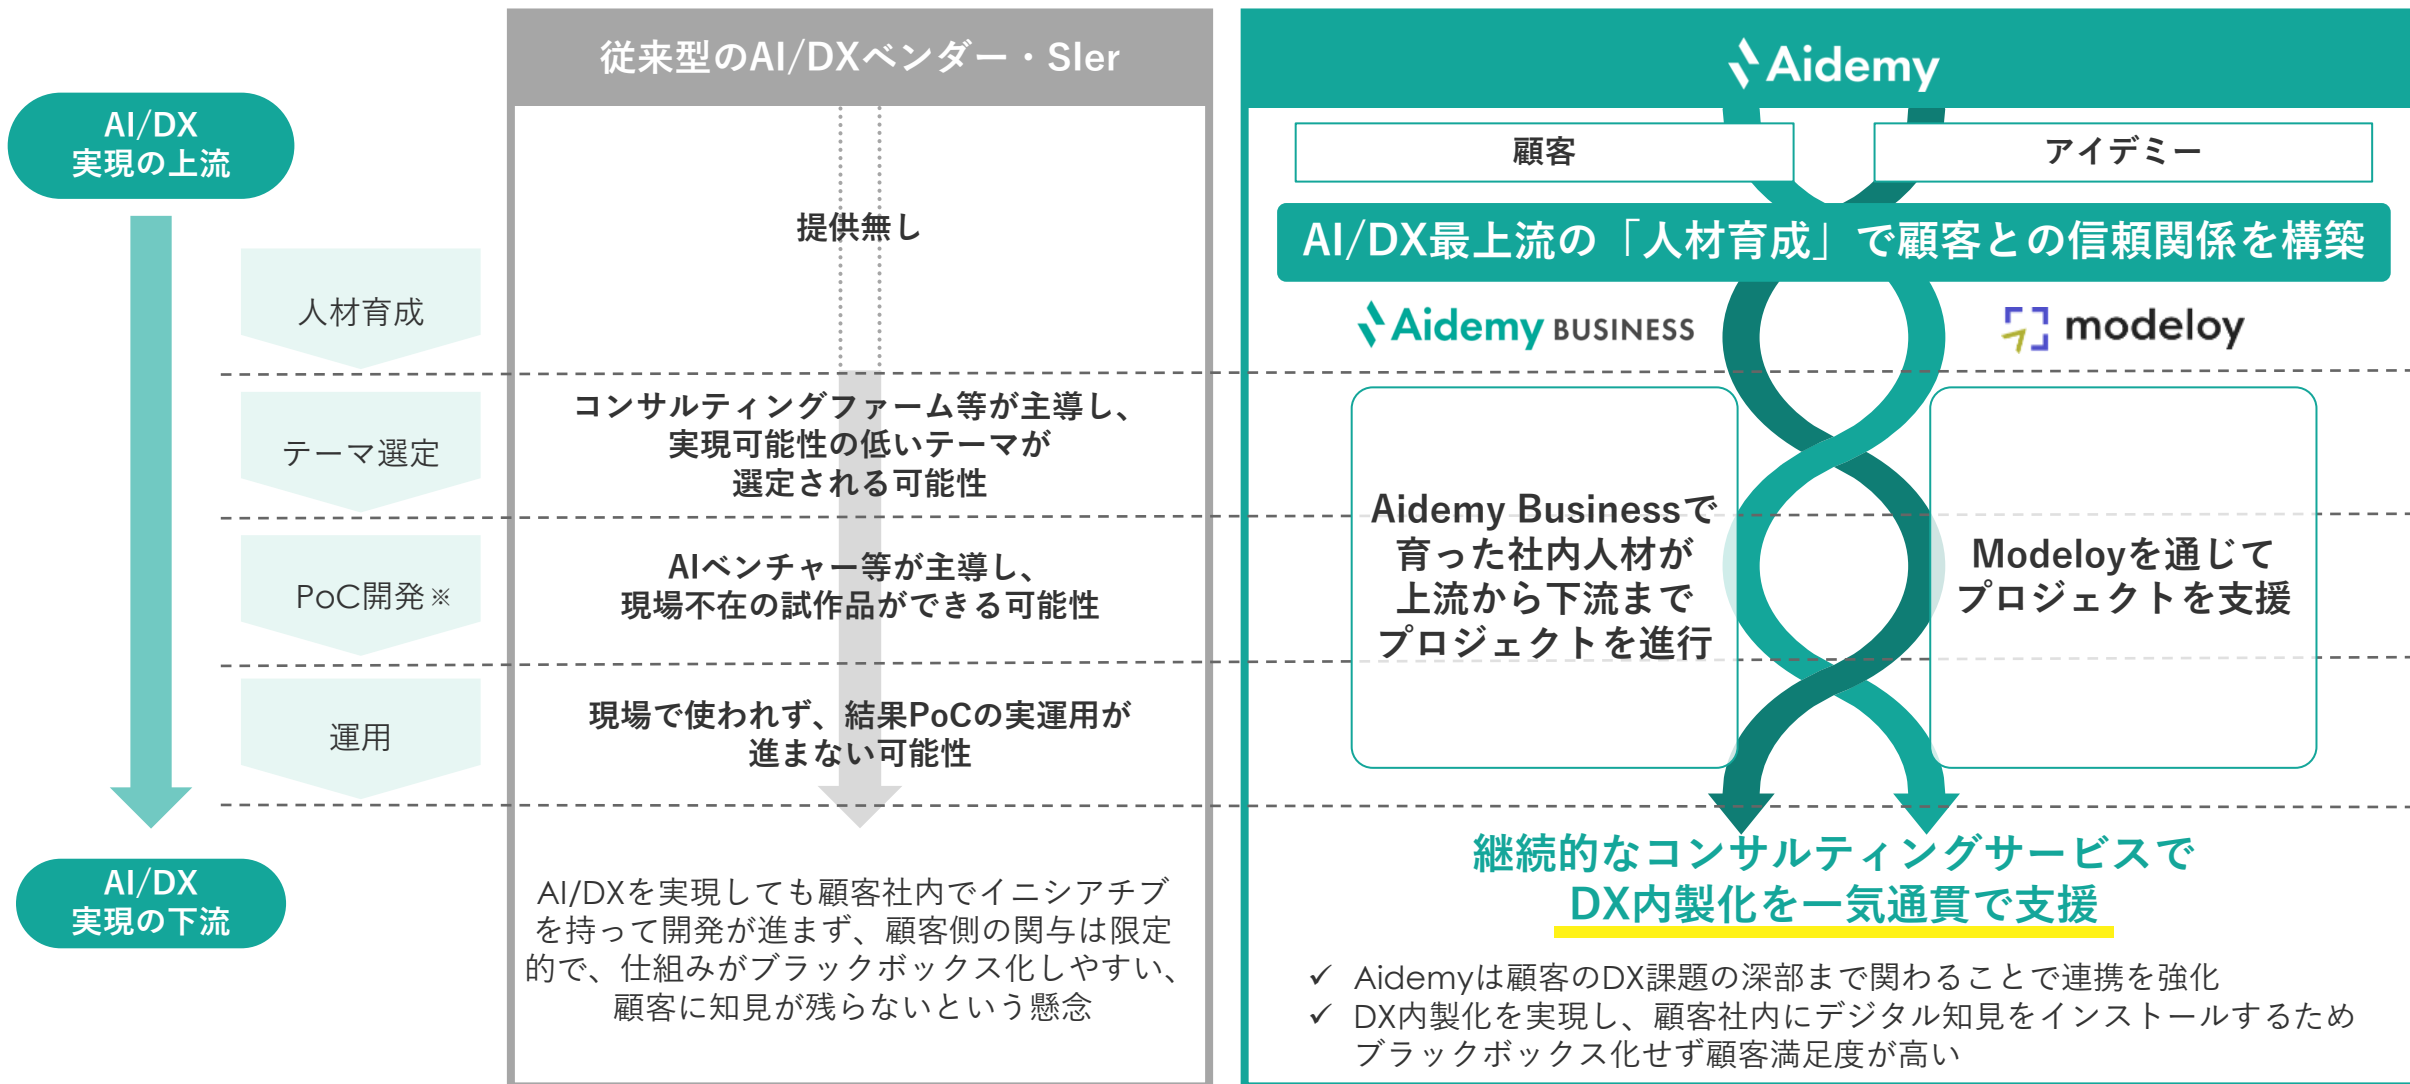 従来型のAI/DXベンダー・SIer
Aidemy
AI/DX
実現の上流
顧客
アイデミー
提供無し
AI/DX最上流の「人材育成」で顧客との信頼関係を構築
人材育成
Aidemy BUSINESS
modeloy
テーマ選定
コンサルティングファーム等が主導し、
実現可能性の低いテーマが
選定される可能性
PoC開発※
AIベンチャー等が主導し、
現場不在の試作品ができる可能性
Aidemy Businessで
育った社内人材が
上流から下流まで
プロジェクトを進行
Modeloyを通じて
プロジェクトを支援
運用
現場で使われず、結果PoCの実運用が
進まない可能性
AI/DX
実現の下流
AI/DXを実現しても顧客社内でイニシアチブ
を持って開発が進まず、顧客側の関与は限定
的で、仕組みがブラックボックス化しやすい、
顧客に知見が残らないという懸念
継続的なコンサルティングサービスで
DX内製化を一気通貫で支援
✓ Aidemyは顧客のDX課題の深部まで関わることで連携を強化
✓ DX内製化を実現し、顧客社内にデジタル知見をインストールするため
ブラックボックス化せず顧客満足度が高い